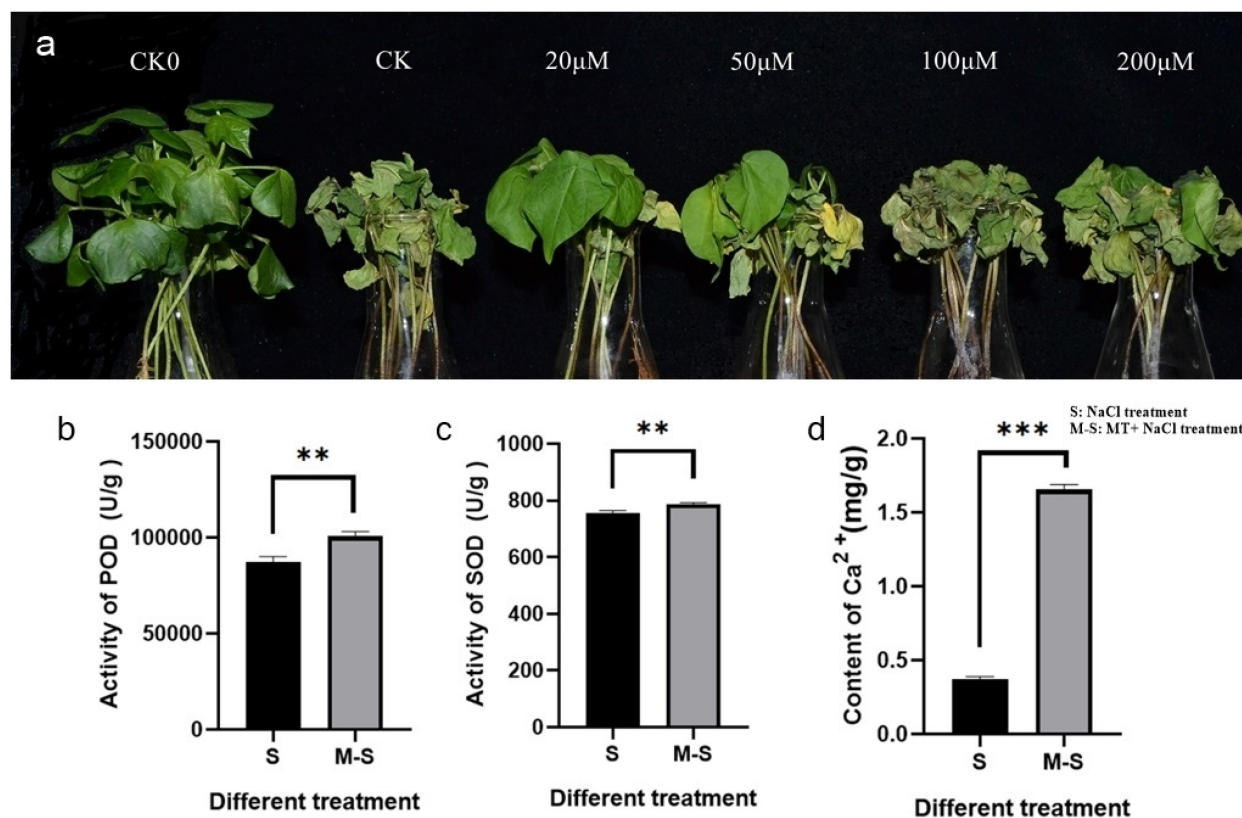 a
CK0 CK 20μM 50μM 100μM 200μM
b
Activity of POD (U/g)
150000
100000
50000
0
**
S M-S
Different treatment
c
Activity of SOD (U/g)
1000
800
600
400
200
0
**
S M-S
Different treatment
d
S: NaCl treatment
M-S: MT+ NaCl treatment
Content of Ca²⁺(mg/g)
2.0
1.5
1.0
0.5
0.0
***
S M-S
Different treatment